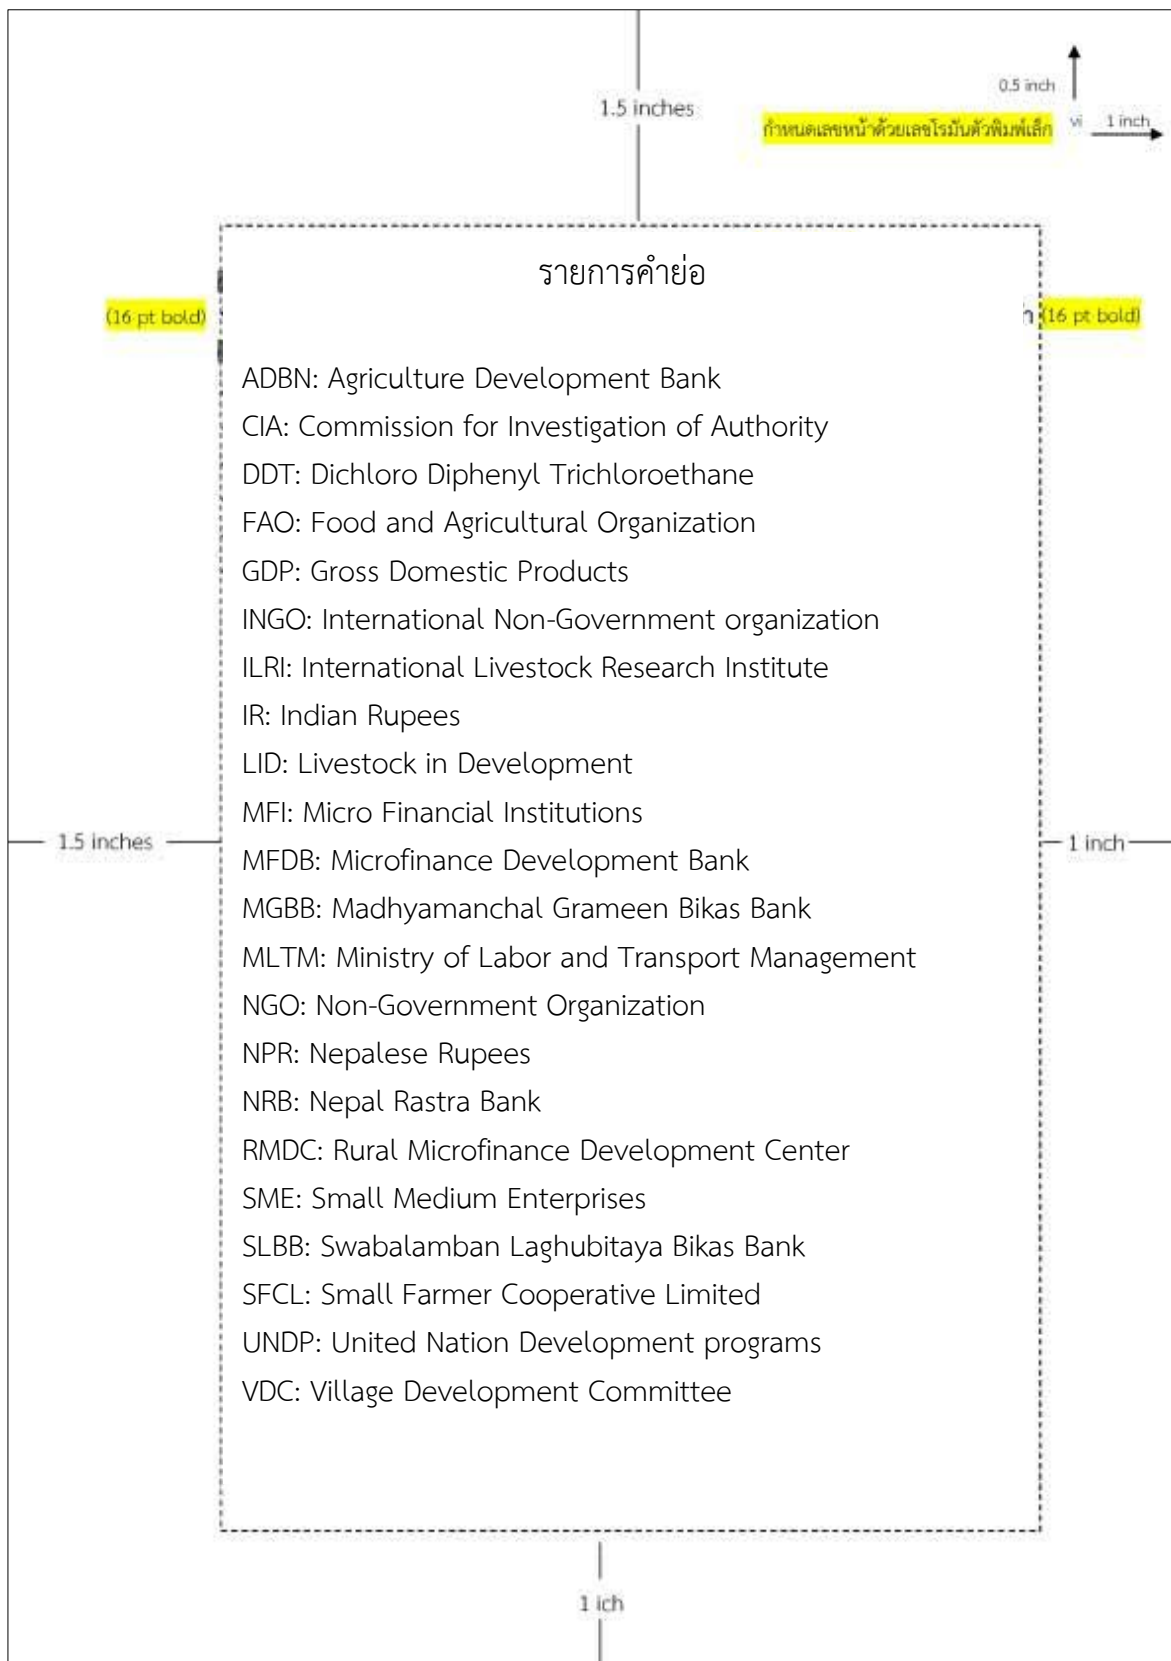 0.5 inch
1.5 inches
กำหนดเลขหน้าด้วยเลขโรมันตัวพิมพ์เล็ก vi 1 inch
รายการคำย่อ
(16 pt bold) (16 pt bold)
ADBN: Agriculture Development Bank
CIA: Commission for Investigation of Authority
DDT: Dichloro Diphenyl Trichloroethane
FAO: Food and Agricultural Organization
GDP: Gross Domestic Products
INGO: International Non-Government organization
ILRI: International Livestock Research Institute
IR: Indian Rupees
LID: Livestock in Development
MFI: Micro Financial Institutions
1.5 inches
1 inch
MFDB: Microfinance Development Bank
MGBB: Madhyamanchal Grameen Bikas Bank
MLTM: Ministry of Labor and Transport Management
NGO: Non-Government Organization
NPR: Nepalese Rupees
NRB: Nepal Rastra Bank
RMDC: Rural Microfinance Development Center
SME: Small Medium Enterprises
SLBB: Swabalamban Laghubitaya Bikas Bank
SFCL: Small Farmer Cooperative Limited
UNDP: United Nation Development programs
VDC: Village Development Committee
1 ich